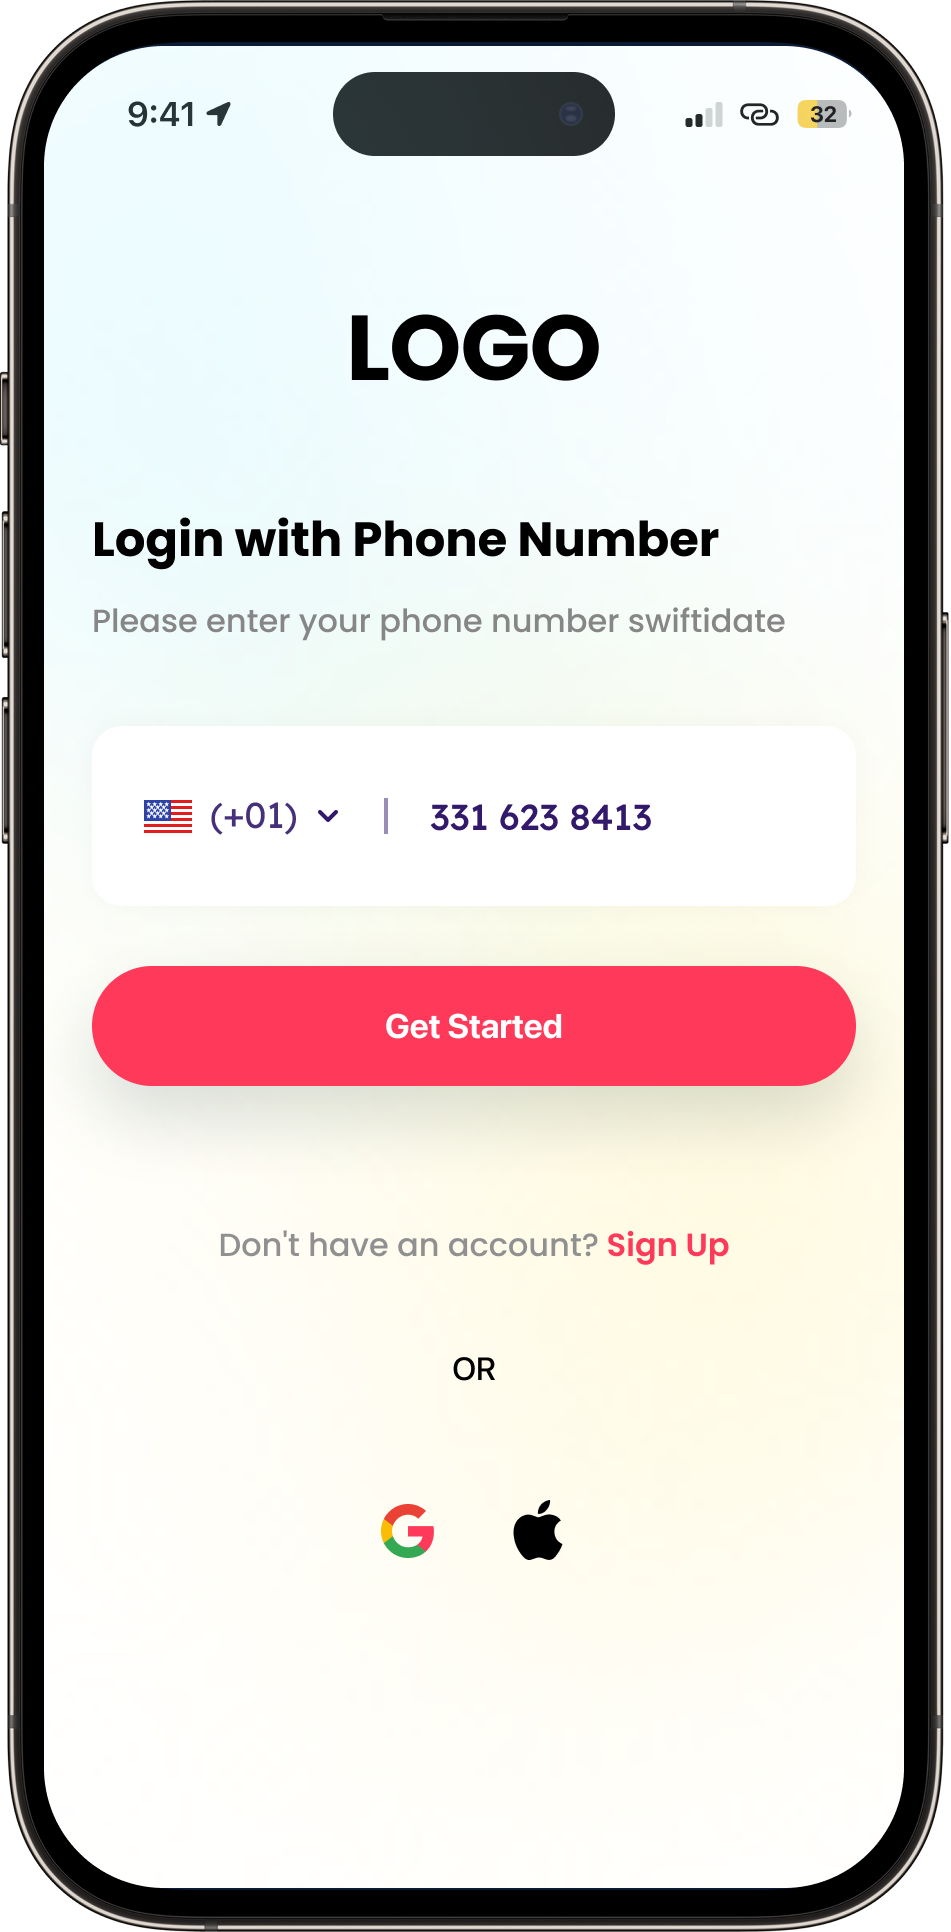 9:41
32
LOGO
Login with Phone Number
Please enter your phone number swiftidate
(+01) | 331 623 8413
Get Started
Don't have an account? Sign Up
OR